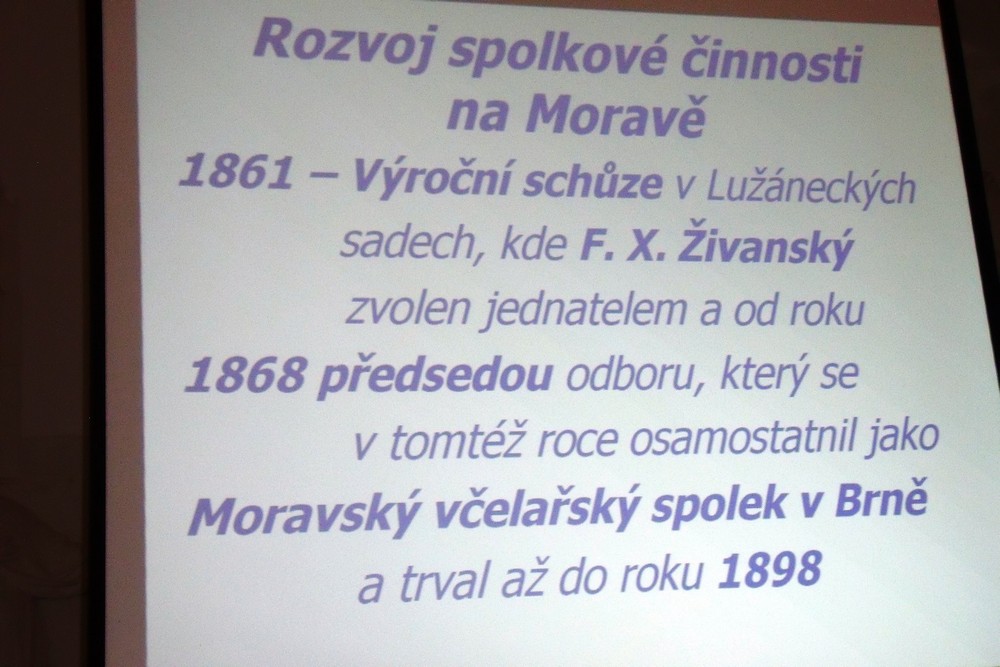 Rozvoj spolkové činnosti
na Moravě
1861 – Výroční schůze v Lužáneckých
sadech, kde F. X. Živanský
zvolen jednatelem a od roku
1868 předsedou odboru, který se
v tomtéž roce osamostatnil jako
Moravský včelařský spolek v Brně
a trval až do roku 1898